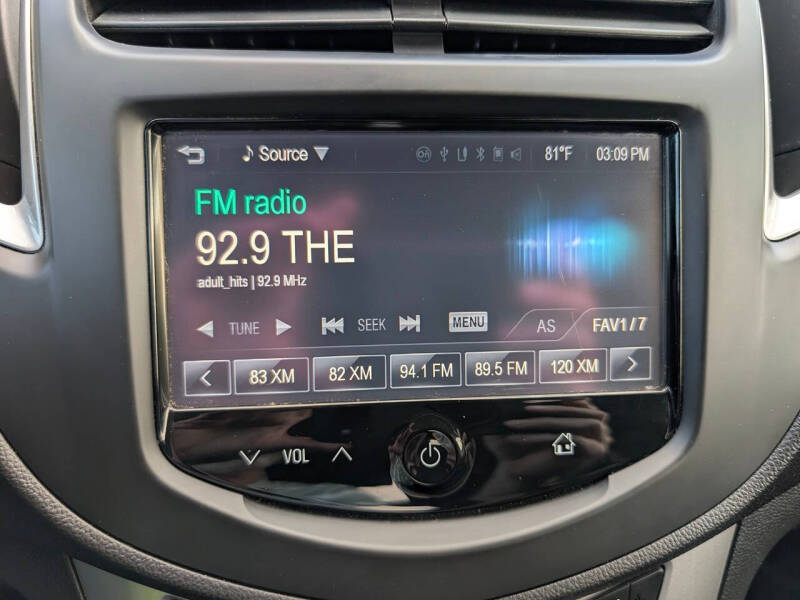 Source 81°F 03:09 PM
FM radio
92.9 THE
adult_hits | 92.9 MHz
TUNE SEEK MENU AS FAV1/7
83 XM 82 XM 94.1 FM 89.5 FM 120 XM
VOL